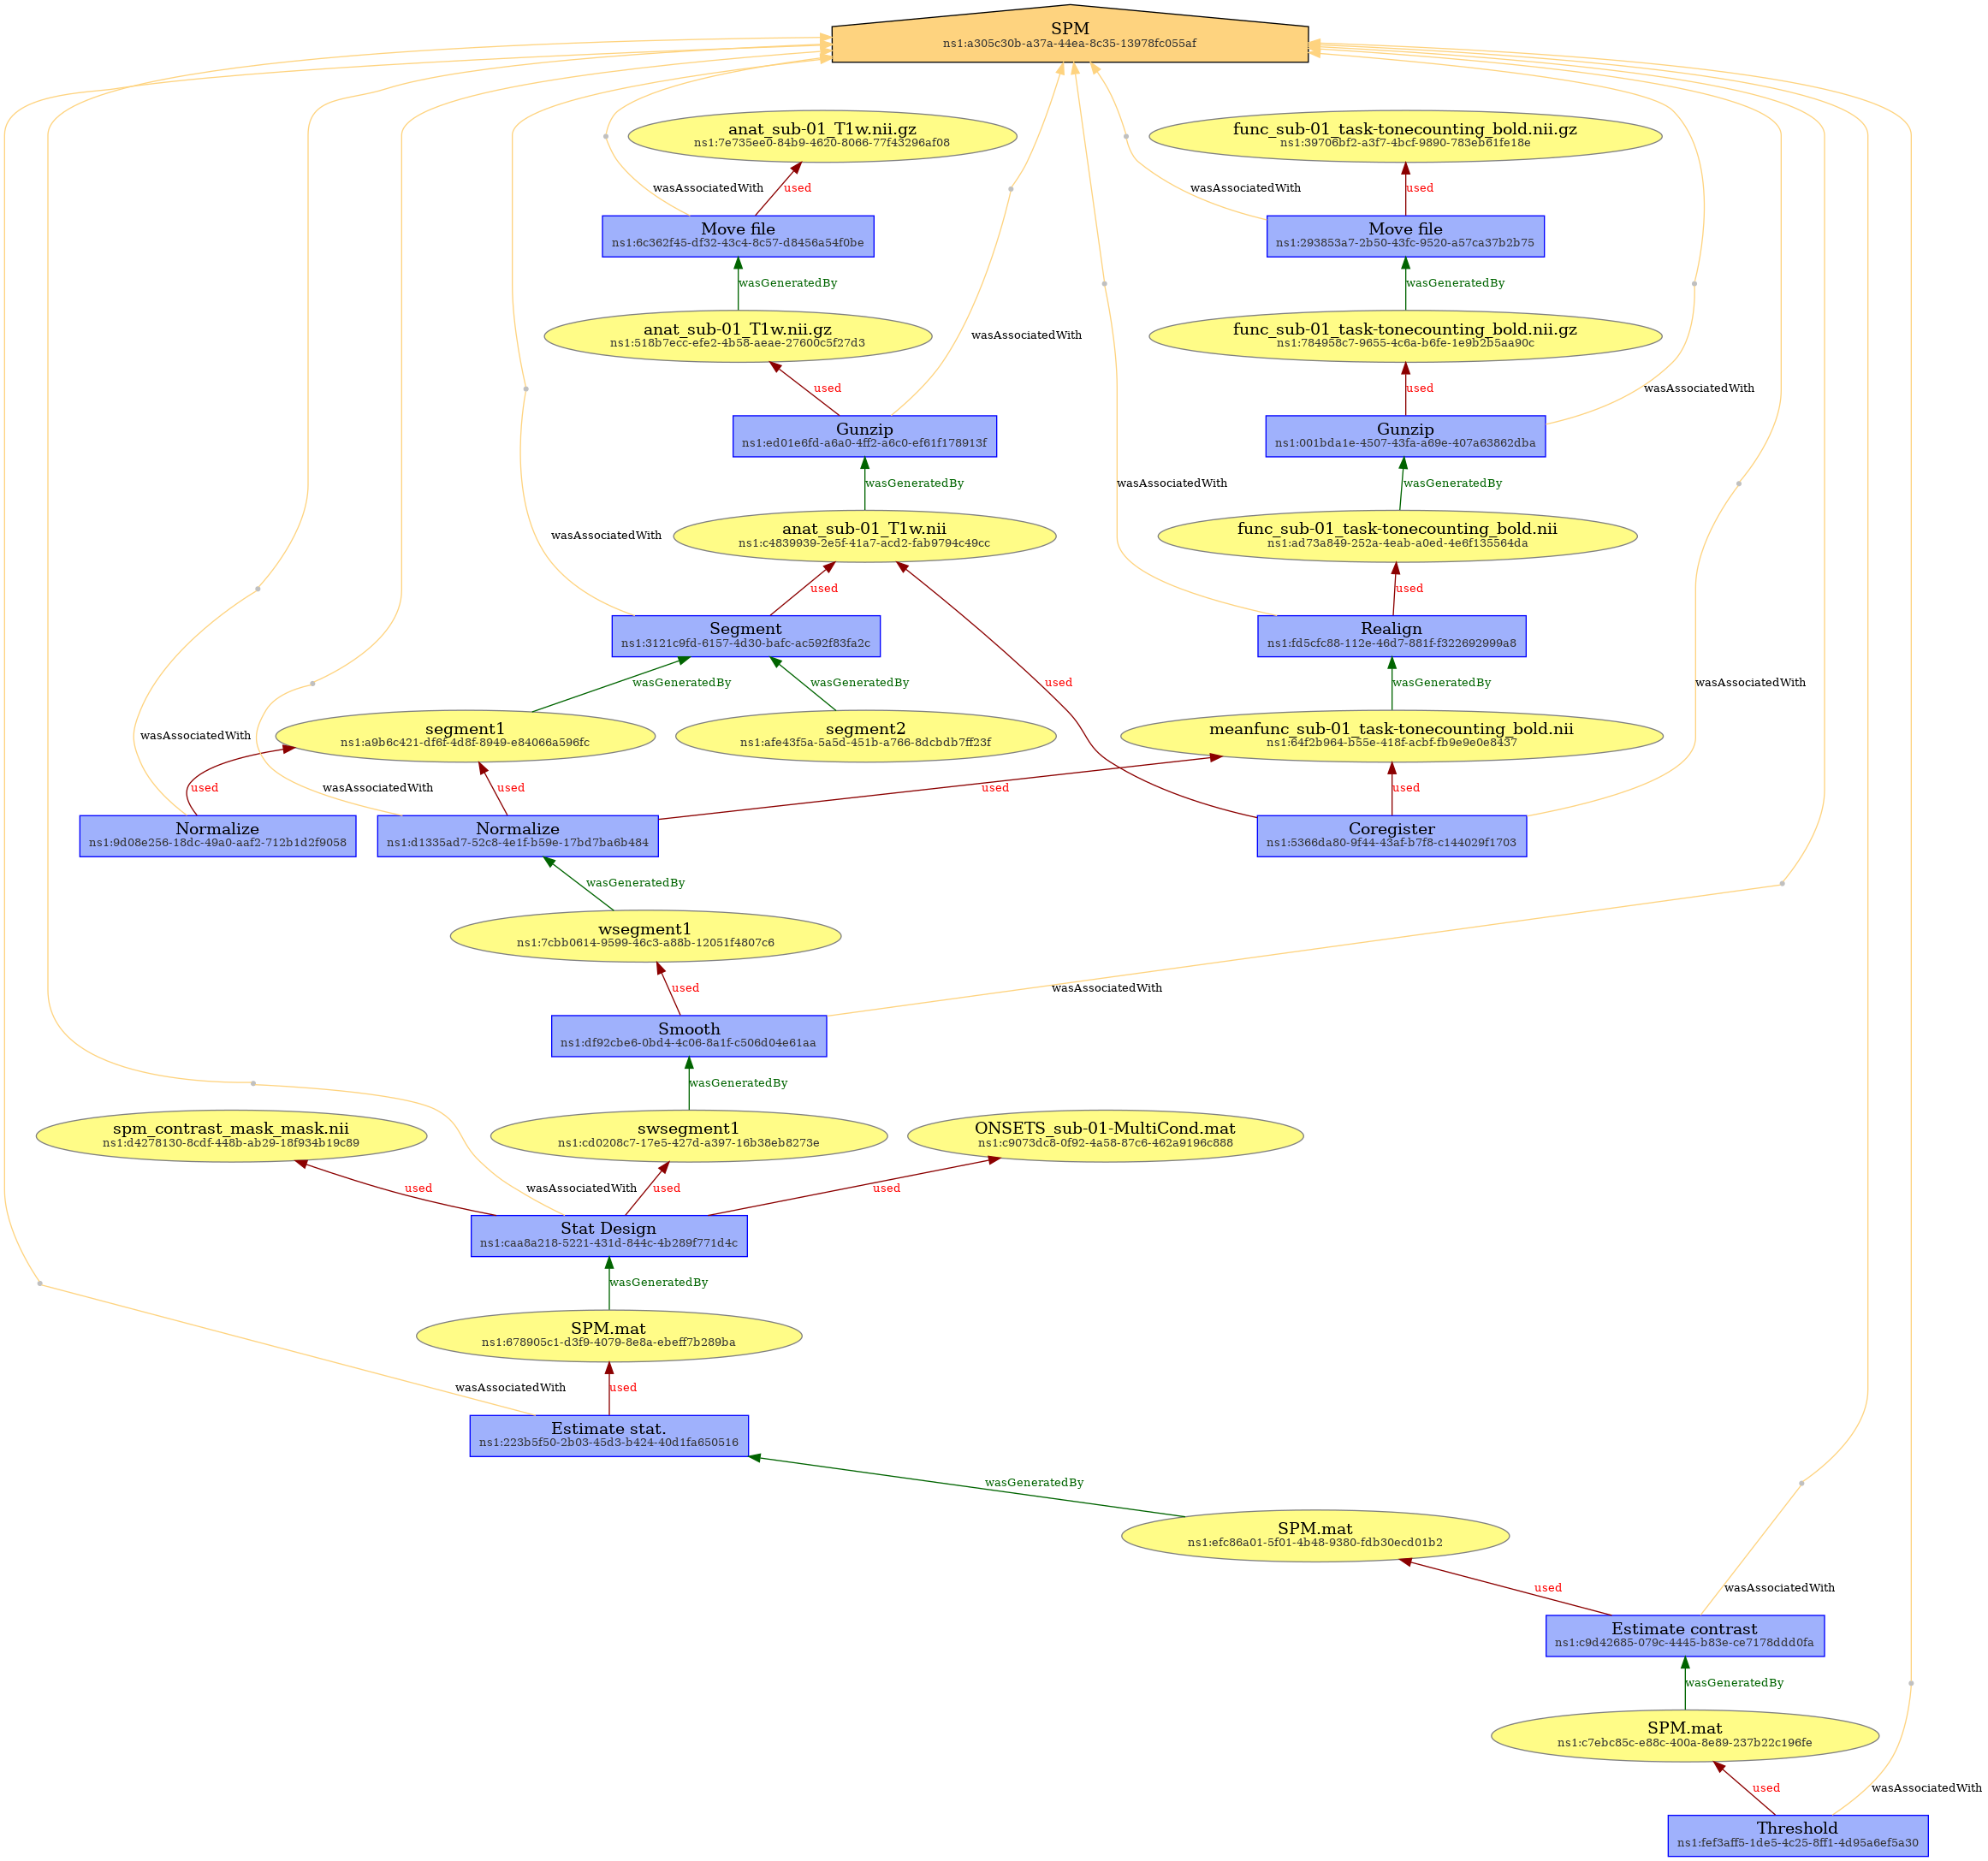 SPM
ns1:a305c30b-a37a-44ea-8c35-13978fc055af
anat_sub-01_T1w.nii.gz
ns1:7e735ee0-84b9-4620-8066-77f43296af08
func_sub-01_task-tonecounting_bold.nii.gz
ns1:39706bf2-a3f7-4bcf-9890-783eb61fe18e
wasAssociatedWith
used
wasAssociatedWith
used
Move file
ns1:6c362f45-df32-43c4-8c57-d8456a54f0be
Move file
ns1:293853a7-2b50-43fc-9520-a57ca37b2b75
wasGeneratedBy
wasGeneratedBy
anat_sub-01_T1w.nii.gz
ns1:518b7ecc-efe2-4b58-aeae-27600c5f27d3
wasAssociatedWith
func_sub-01_task-tonecounting_bold.nii.gz
ns1:784958c7-9655-4c6a-b6fe-1e9b2b5aa90c
used
used
wasAssociatedWith
Gunzip
ns1:ed01e6fd-a6a0-4ff2-a6c0-ef61f178913f
Gunzip
ns1:001bda1e-4507-43fa-a69e-407a63862dba
wasGeneratedBy
wasAssociatedWith
wasGeneratedBy
wasAssociatedWith
anat_sub-01_T1w.nii
ns1:c4839939-2e5f-41a7-acd2-fab9794c49cc
func_sub-01_task-tonecounting_bold.nii
ns1:ad73a849-252a-4eab-a0ed-4e6f135564da
used
used
Segment
ns1:3121c9fd-6157-4d30-bafc-ac592f83fa2c
Realign
ns1:fd5cfc88-112e-46d7-881f-f322692999a8
wasGeneratedBy
wasGeneratedBy
used
wasGeneratedBy
wasAssociatedWith
wasAssociatedWith
segment1
ns1:a9b6c421-df6f-4d8f-8949-e84066a596fc
segment2
ns1:afe43f5a-5a5d-451b-a766-8dcbdb7ff23f
meanfunc_sub-01_task-tonecounting_bold.nii
ns1:64f2b964-b55e-418f-acbf-fb9e9e0e8437
used
wasAssociatedWith
used
used
used
Normalize
ns1:9d08e256-18dc-49a0-aaf2-712b1d2f9058
Normalize
ns1:d1335ad7-52c8-4e1f-b59e-17bd7ba6b484
Coregister
ns1:5366da80-9f44-43af-b7f8-c144029f1703
wasGeneratedBy
wsegment1
ns1:7cbb0614-9599-46c3-a88b-12051f4807c6
used
wasAssociatedWith
Smooth
ns1:df92cbe6-0bd4-4c06-8a1f-c506d04e61aa
wasGeneratedBy
spm_contrast_mask_mask.nii
ns1:d4278130-8cdf-448b-ab29-18f934b19c89
swsegment1
ns1:cd0208c7-17e5-427d-a397-16b38eb8273e
ONSETS_sub-01-MultiCond.mat
ns1:c9073dc8-0f92-4a58-87c6-462a9196c888
used
wasAssociatedWith
used
used
Stat Design
ns1:caa8a218-5221-431d-844c-4b289f771d4c
wasGeneratedBy
SPM.mat
ns1:678905c1-d3f9-4079-8e8a-ebeff7b289ba
wasAssociatedWith
used
Estimate stat.
ns1:223b5f50-2b03-45d3-b424-40d1fa650516
wasGeneratedBy
SPM.mat
ns1:efc86a01-5f01-4b48-9380-fdb30ecd01b2
used
wasAssociatedWith
Estimate contrast
ns1:c9d42685-079c-4445-b83e-ce7178ddd0fa
wasGeneratedBy
SPM.mat
ns1:c7ebc85c-e88c-400a-8e89-237b22c196fe
used
wasAssociatedWith
Threshold
ns1:fef3aff5-1de5-4c25-8ff1-4d95a6ef5a30